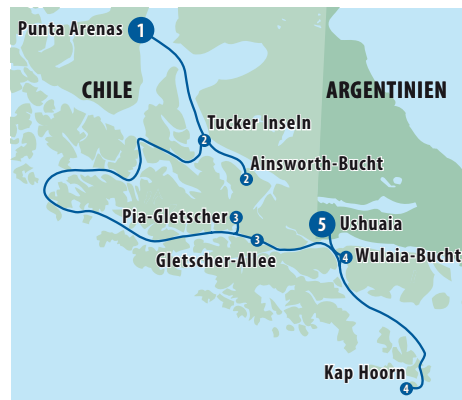 Punta Arenas 1
CHILE
ARGENTINIEN
Tucker Inseln
2
Ainsworth-Bucht
2
Pia-Gletscher 3
5 Ushuaia
3
Gletscher-Allee
4 Wulaia-Bucht
Kap Hoorn
4